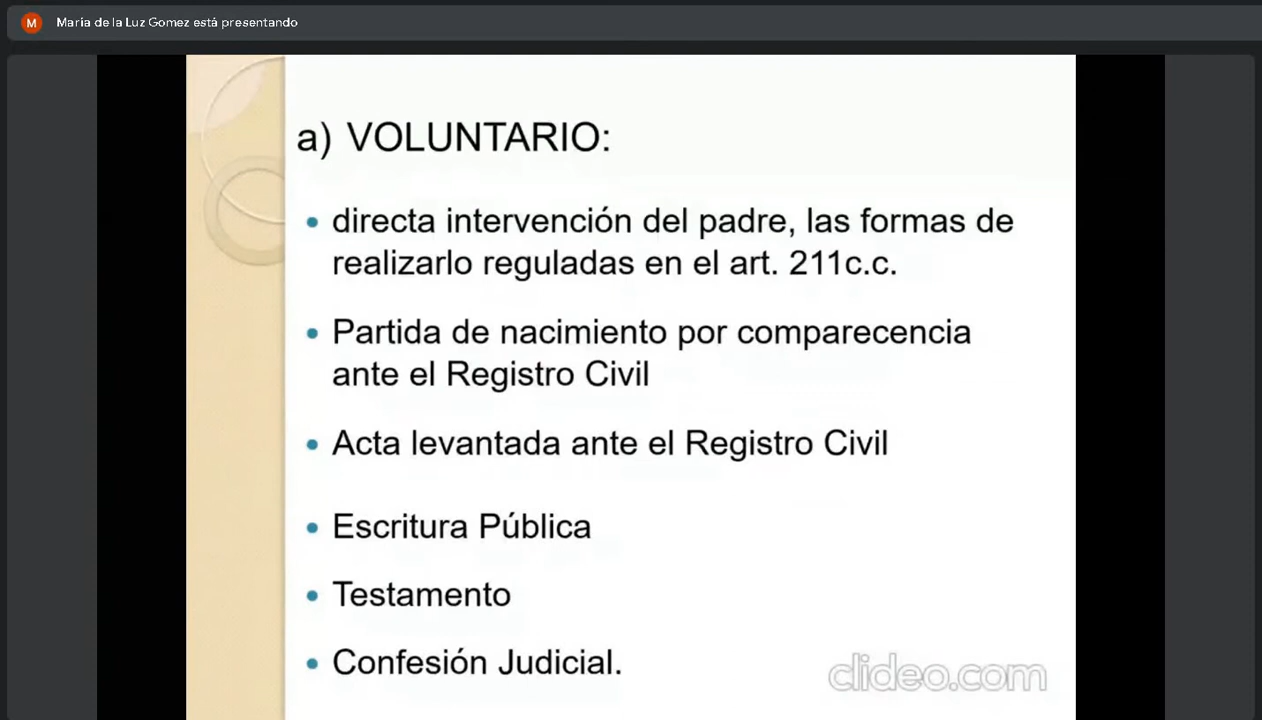 M
Maria de la Luz Gomez está presentando
a) VOLUNTARIO:
• directa intervención del padre, las formas de
realizarlo reguladas en el art. 211c.c.
• Partida de nacimiento por comparecencia
ante el Registro Civil
• Acta levantada ante el Registro Civil
• Escritura Pública
• Testamento
• Confesión Judicial.
clideo.com